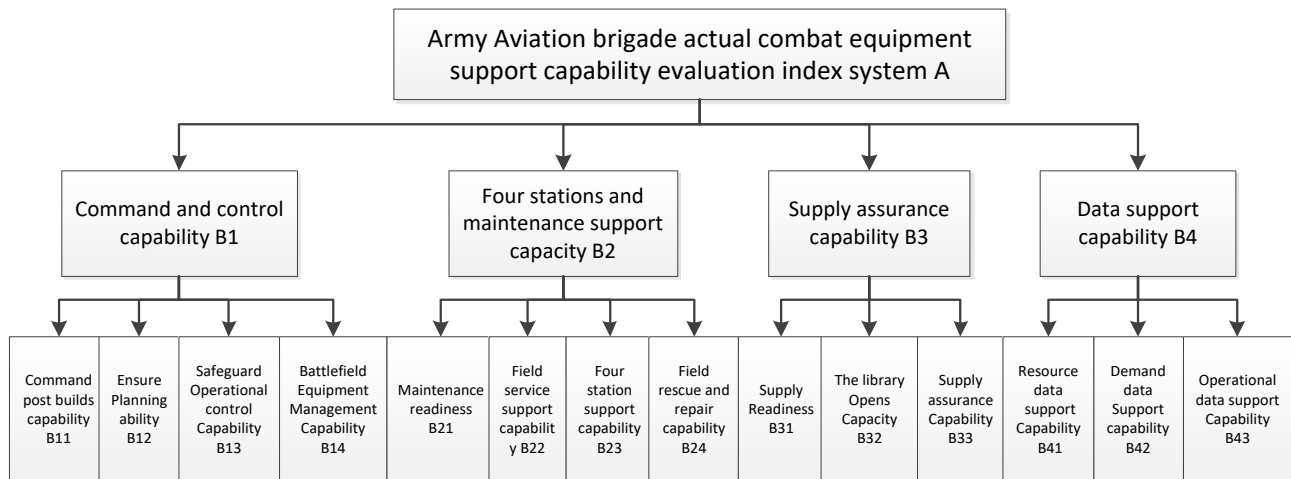 Army Aviation brigade actual combat equipment
support capability evaluation index system A
Command and control
capability B1
Four stations and
maintenance support
capacity B2
Supply assurance
capability B3
Data support
capability B4
Command
post builds
capability
B11
Ensure
Planning
ability
B12
Safeguard
Operational
control
Capability
B13
Battlefield
Equipment
Management
Capability
B14
Maintenance
readiness
B21
Field
service
support
capabilit
y B22
Four
station
support
capability
B23
Field
rescue and
repair
capability
B24
Supply
Readiness
B31
The library
Opens
Capacity
B32
Supply
assurance
Capability
B33
Resource
data
support
Capability
B41
Demand
data
Support
capability
B42
Operational
data support
Capability
B43